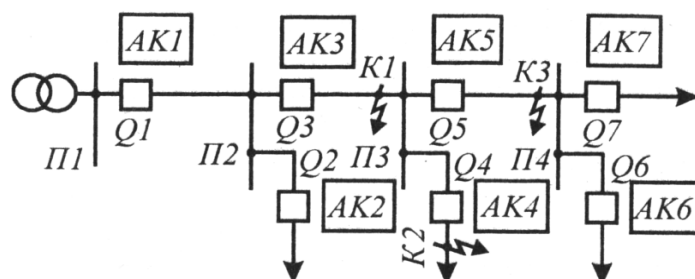 AK1 AK3 AK5 AK7
K1 K3
Q1 Q3 Q5 Q7
П1 П2 Q2 П3 Q4 П4 Q6
AK2 AK4 AK6
K2